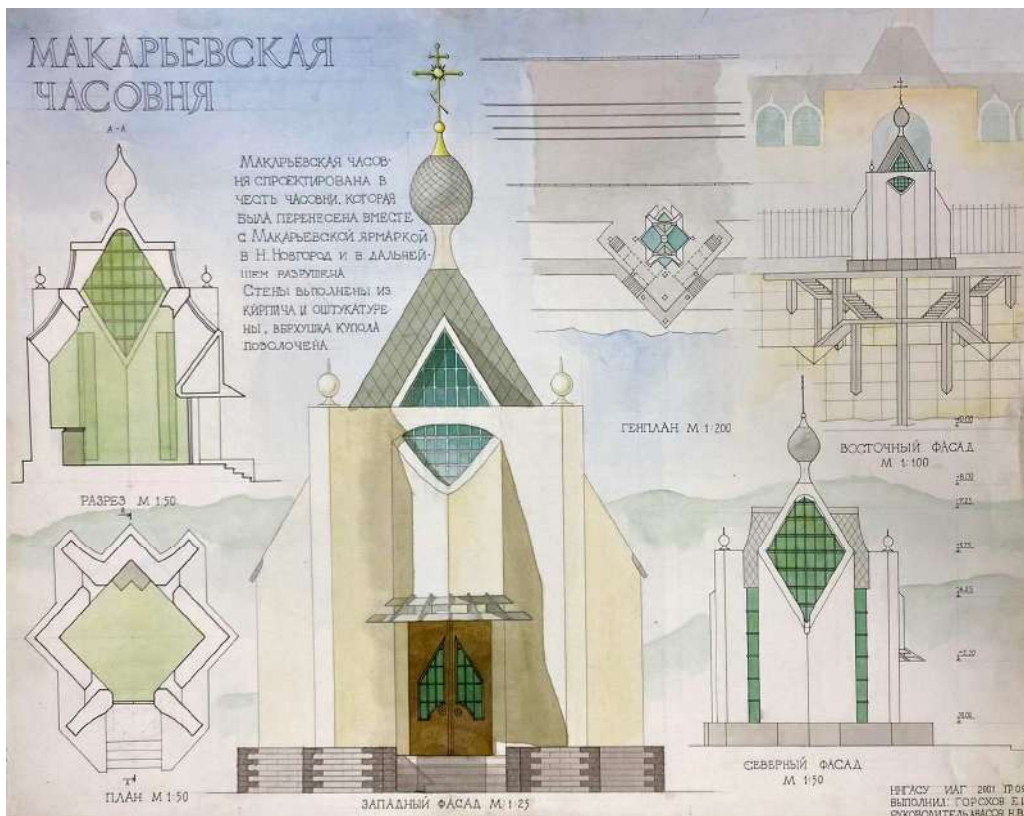 МАКАРЬЕВСКАЯ
ЧАСОВНЯ
А-А
МАКАРЬЕВСКАЯ ЧАСОВ-
НЯ СПРОЕКТИРОВАНА В
ЧЕСТЬ ЧАСОВНИ, КОТОРАЯ
БЫЛА ПЕРЕНЕСЕНА ВМЕСТЕ
С МАКАРЬЕВСКОЙ ЯРМАРКОЙ
В Н.НОВГОРОД И В ДАЛЬНЕЙ-
ШЕМ РАЗРУШЕНА
СТЕНЫ ВЫПОЛНЕНЫ ИЗ
КИРПИЧА И ОШТУКАТУРЕ
НЫ, ВЕРХУШКА КУПОЛА
ПОЗОЛОЧЕНА
РАЗРЕЗ М 1:50
ПЛАН М 1:50
ЗАПАДНЫЙ ФАСАД М 1:25
ГЕНПЛАН М 1:200
ВОСТОЧНЫЙ ФАСАД
М 1:100
СЕВЕРНЫЙ ФАСАД
М 1:50
ННГАСУ ИАГ 2001
ВЫПОЛНИЛ: ГОРОХОВ Е.
РУКОВОДИТЕЛЬ